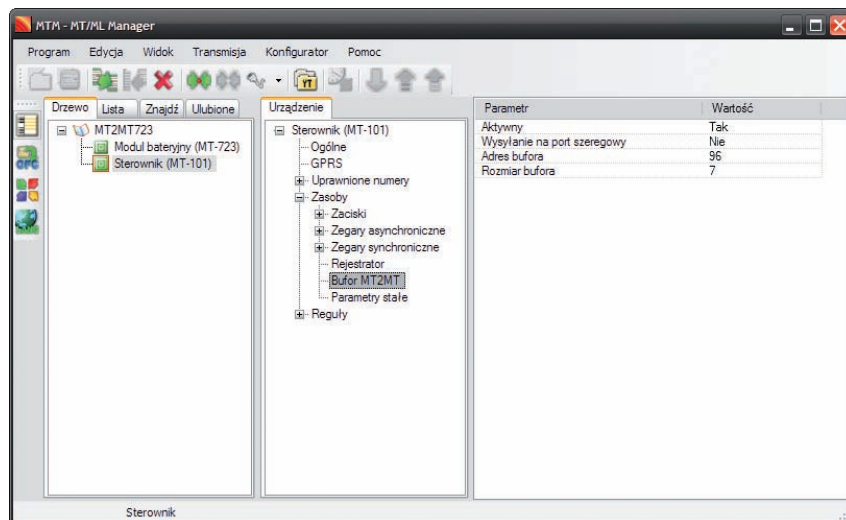 MTM - MT/ML Manager
Program Edycja Widok Transmisja Konfigurator Pomoc
YT
Drzewo Lista Znajdź Ulubione
MT2MT723
Moduł bateryjny (MT-723)
Sterownik (MT-101)
Urządzenie
Sterownik (MT-101)
Ogólne
GPRS
Uprawnione numery
Zasoby
Zaciski
Zegary asynchroniczne
Zegary synchroniczne
Rejestrator
Bufor MT2MT
Parametry stałe
Reguły
Parametr Wartość
Aktywny Tak
Wysyłanie na port szeregowy Nie
Adres bufora 96
Rozmiar bufora 7
Sterownik